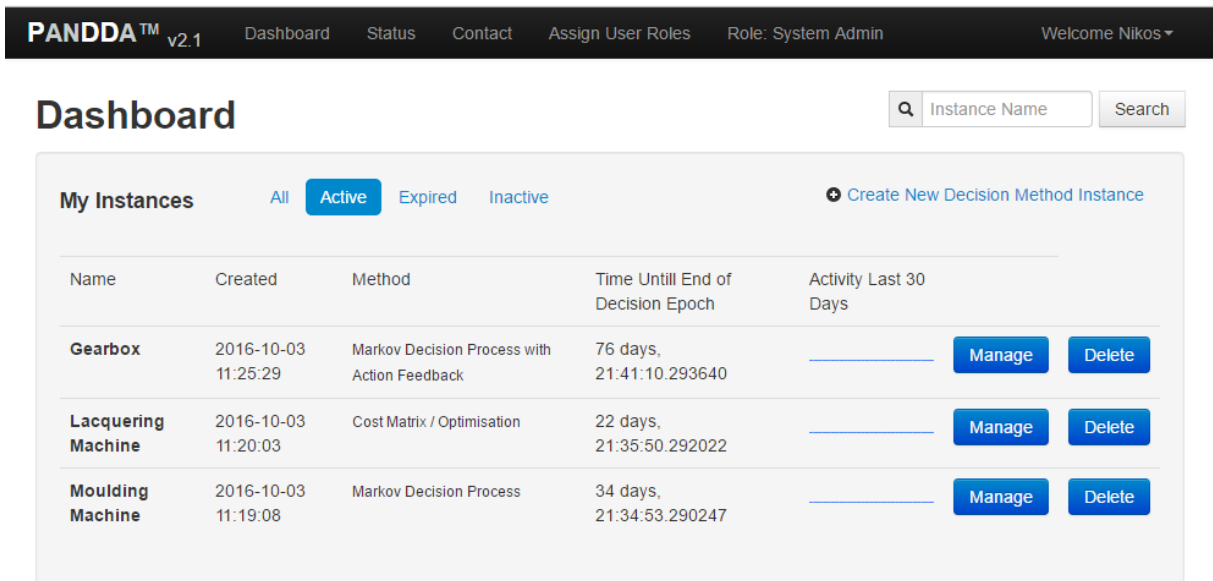 PANDDA™ v2.1 Dashboard Status Contact Assign User Roles Role: System Admin Welcome Nikos
Dashboard
Instance Name Search
My Instances All Active Expired Inactive Create New Decision Method Instance
Name Created Method Time Untill End of Activity Last 30
Decision Epoch Days
Gearbox 2016-10-03 Markov Decision Process with 76 days, Manage Delete
11:25:29 Action Feedback 21:41:10.293640
Lacquering 2016-10-03 Cost Matrix / Optimisation 22 days, Manage Delete
Machine 11:20:03 21:35:50.292022
Moulding 2016-10-03 Markov Decision Process 34 days, Manage Delete
Machine 11:19:08 21:34:53.290247